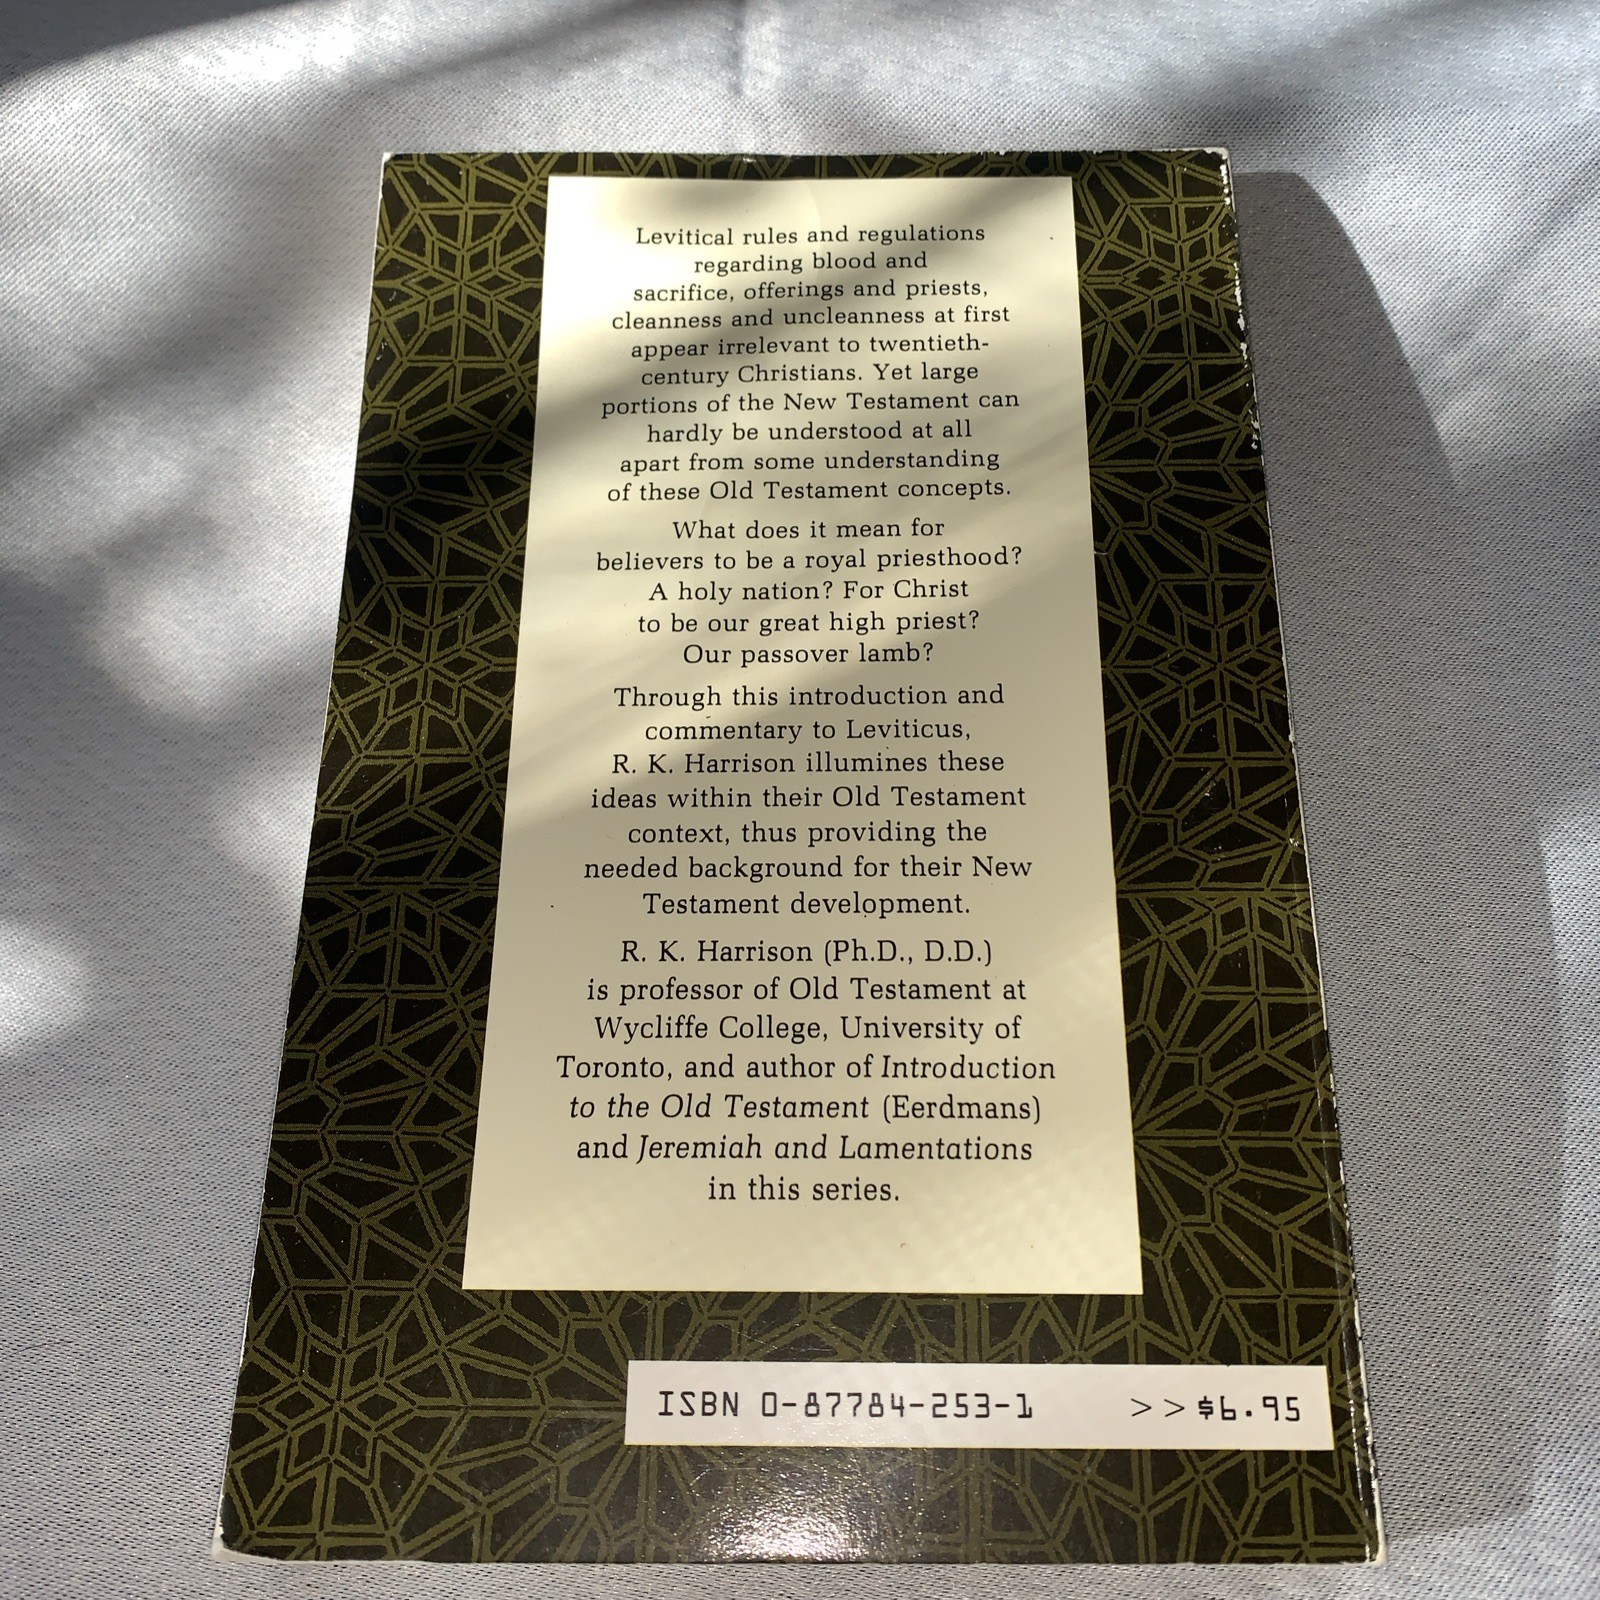 Levitical rules and regulations
regarding blood and
sacrifice, offerings and priests,
cleanness and uncleanness at first
appear irrelevant to twentieth-
century Christians. Yet large
portions of the New Testament can
hardly be understood at all
apart from some understanding
of these Old Testament concepts.
What does it mean for
believers to be a royal priesthood?
A holy nation? For Christ
to be our great high priest?
Our passover lamb?
Through this introduction and
commentary to Leviticus,
R. K. Harrison illumines these
ideas within their Old Testament
context, thus providing the
needed background for their New
Testament development.
R. K. Harrison (Ph.D., D.D.)
is professor of Old Testament at
Wycliffe College, University of
Toronto, and author of Introduction
to the Old Testament (Eerdmans)
and Jeremiah and Lamentations
in this series.
ISBN 0-87784-253-1 >>$6.95